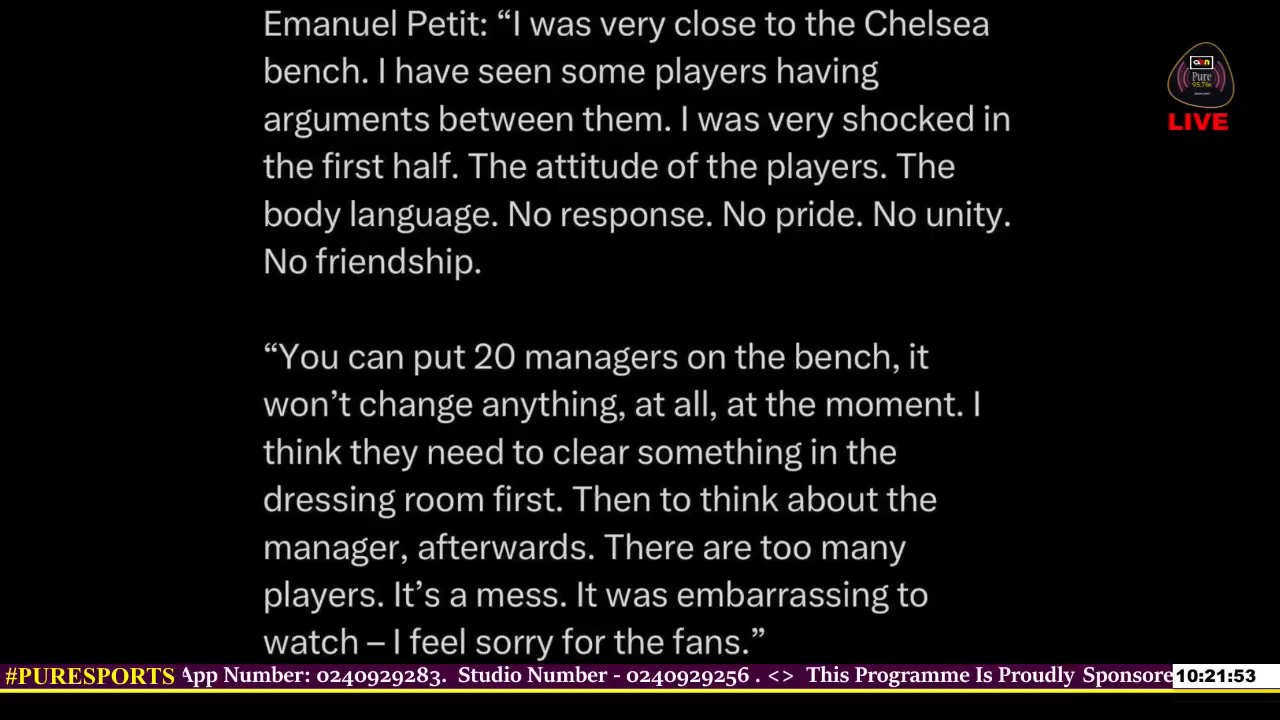 Emanuel Petit: “I was very close to the Chelsea
bench. I have seen some players having
arguments between them. I was very shocked in
the first half. The attitude of the players. The
body language. No response. No pride. No unity.
No friendship.
“You can put 20 managers on the bench, it
won’t change anything, at all, at the moment. I
think they need to clear something in the
dressing room first. Then to think about the
manager, afterwards. There are too many
players. It’s a mess. It was embarrassing to
watch – I feel sorry for the fans.”
Pure
95.7fm
LIVE
#PURESPORTS App Number: 0240929283. Studio Number - 0240929256 . <> This Programme Is Proudly Sponsore 10:21:53